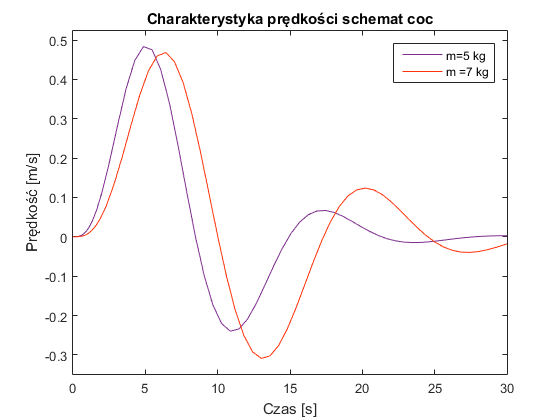 Charakterystyka prędkości schemat coc
m=5 kg
m =7 kg
Prędkość [m/s]
0.5
0.4
0.3
0.2
0.1
0
-0.1
-0.2
-0.3
0 5 10 15 20 25 30
Czas [s]